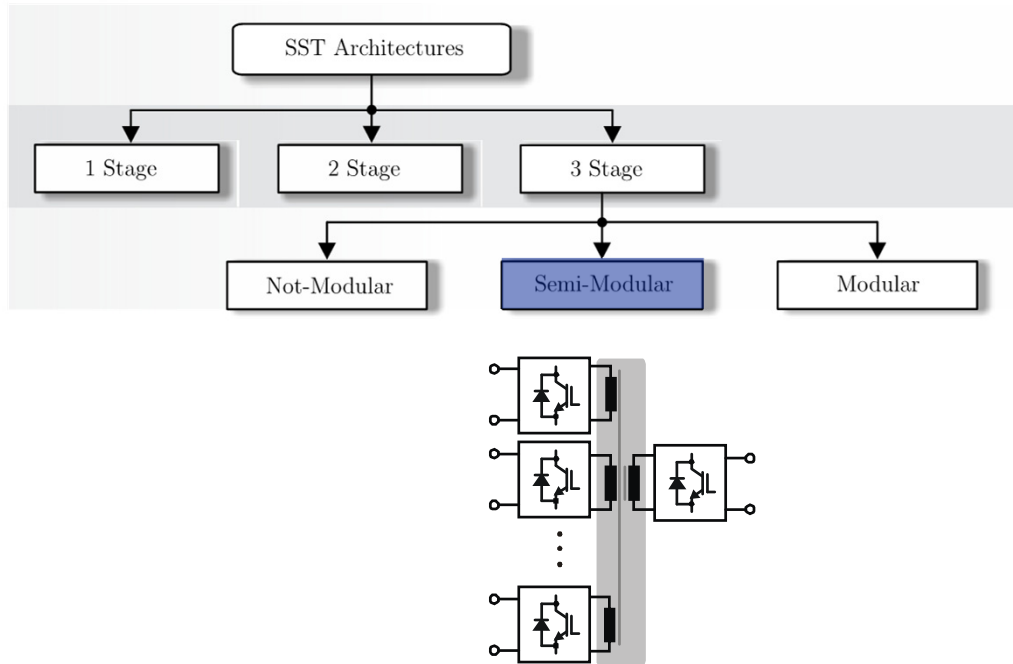 SST Architectures
1 Stage
2 Stage
3 Stage
Not-Modular
Semi-Modular
Modular